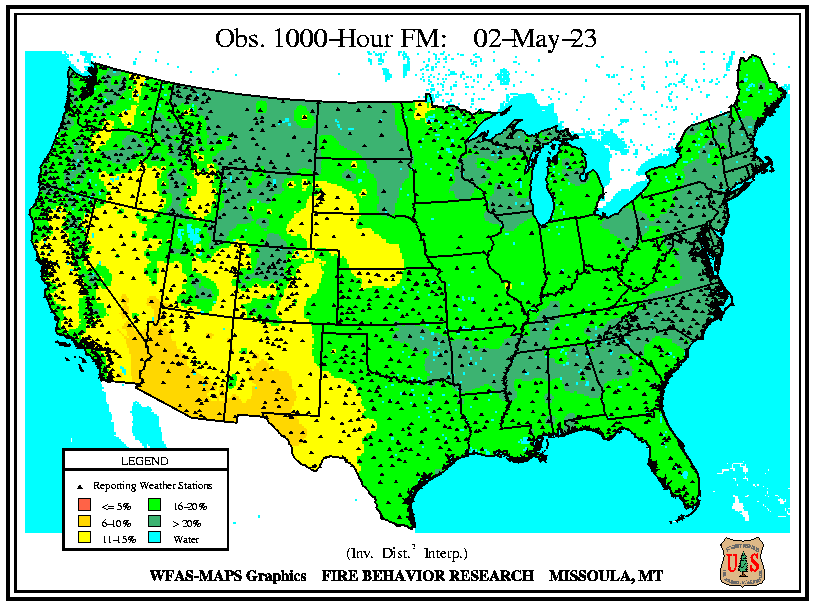 Obs. 1000-Hour FM: 02-May-23
LEGEND
Reporting Weather Stations
<= 5%
16-20%
6-10%
> 20%
11-15%
Water
(Inv. Dist.² Interp.)
WFAS-MAPS Graphics FIRE BEHAVIOR RESEARCH MISSOULA, MT
U S